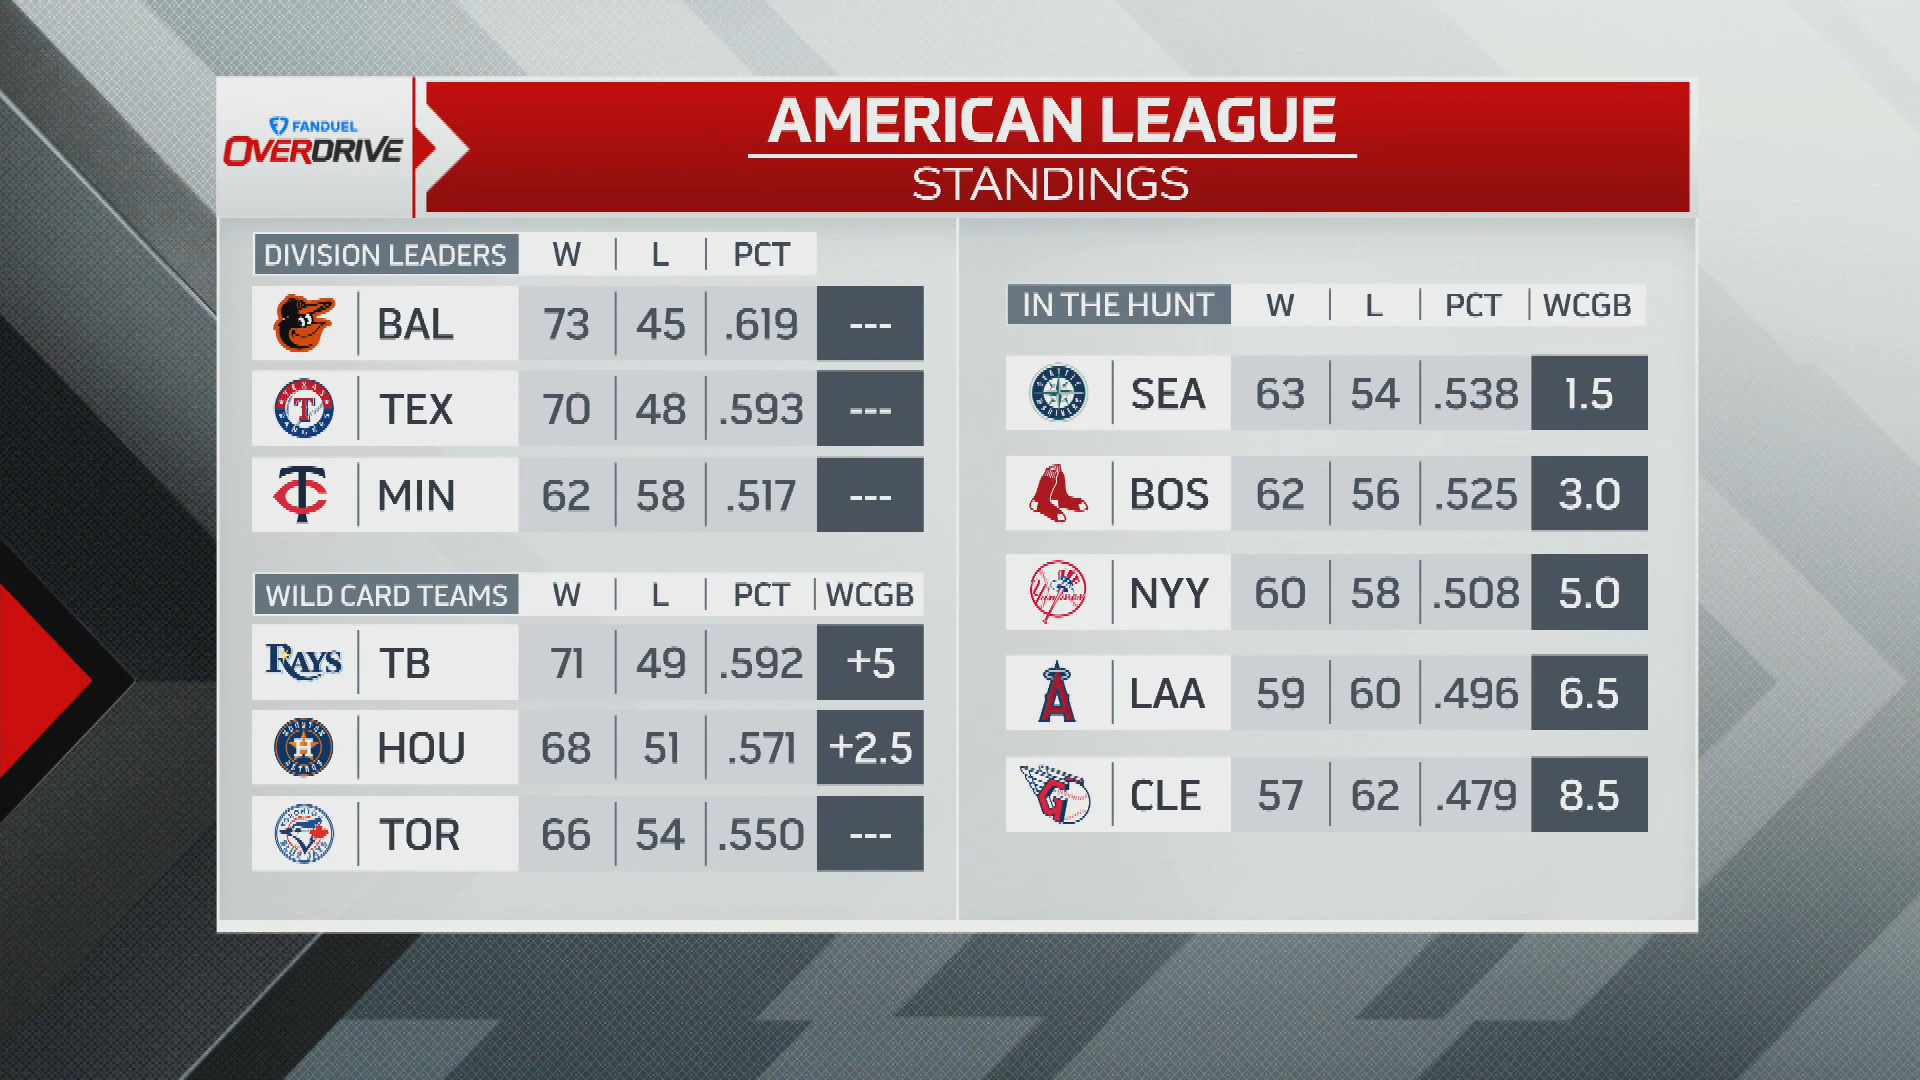 FANDUEL
OVERDRIVE
AMERICAN LEAGUE
STANDINGS
DIVISION LEADERS W L PCT
BAL 73 45 .619 ---
TEX 70 48 .593 ---
MIN 62 58 .517 ---
WILD CARD TEAMS W L PCT WCGB
RAYS TB 71 49 .592 +5
HOU 68 51 .571 +2.5
TOR 66 54 .550 ---
IN THE HUNT W L PCT WCGB
SEA 63 54 .538 1.5
BOS 62 56 .525 3.0
NYY 60 58 .508 5.0
LAA 59 60 .496 6.5
CLE 57 62 .479 8.5